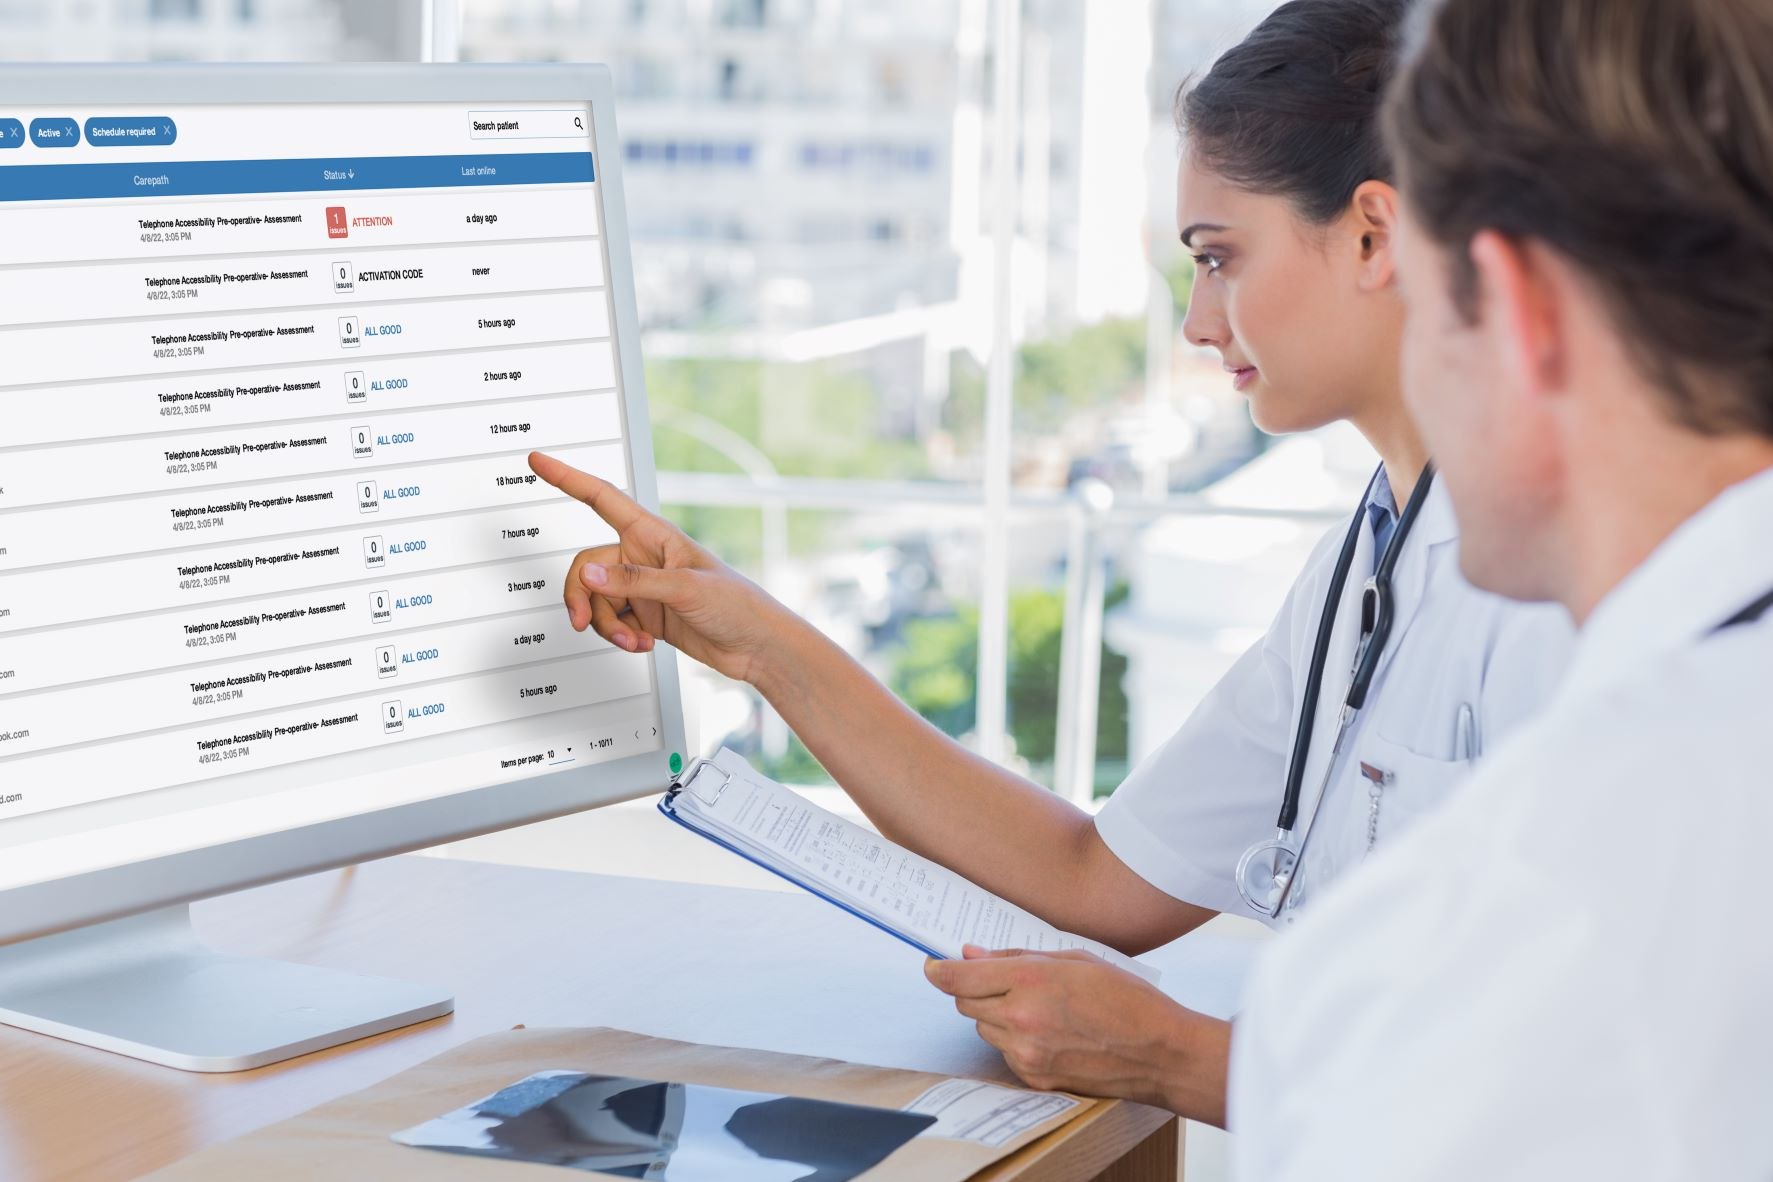 e X Active X Schedule required X
Search patient
Carepath Status Last online
Telephone Accessibility Pre-operative- Assessment 1 issues ATTENTION a day ago
4/8/22, 3:05 PM
Telephone Accessibility Pre-operative- Assessment 0 issues ACTIVATION CODE never
4/8/22, 3:05 PM
Telephone Accessibility Pre-operative- Assessment 0 issues ALL GOOD 5 hours ago
4/8/22, 3:05 PM
Telephone Accessibility Pre-operative- Assessment 0 issues ALL GOOD 2 hours ago
4/8/22, 3:05 PM
Telephone Accessibility Pre-operative- Assessment 0 issues ALL GOOD 12 hours ago
k 4/8/22, 3:05 PM
Telephone Accessibility Pre-operative- Assessment 0 issues ALL GOOD 18 hours ago
m 4/8/22, 3:05 PM
Telephone Accessibility Pre-operative- Assessment 0 issues ALL GOOD 7 hours ago
om 4/8/22, 3:05 PM
Telephone Accessibility Pre-operative- Assessment 0 issues ALL GOOD 3 hours ago
com 4/8/22, 3:05 PM
Telephone Accessibility Pre-operative- Assessment 0 issues ALL GOOD a day ago
ok.com 4/8/22, 3:05 PM
Telephone Accessibility Pre-operative- Assessment 0 issues ALL GOOD 5 hours ago
d.com 4/8/22, 3:05 PM
Items per page: 10 1 - 10/11